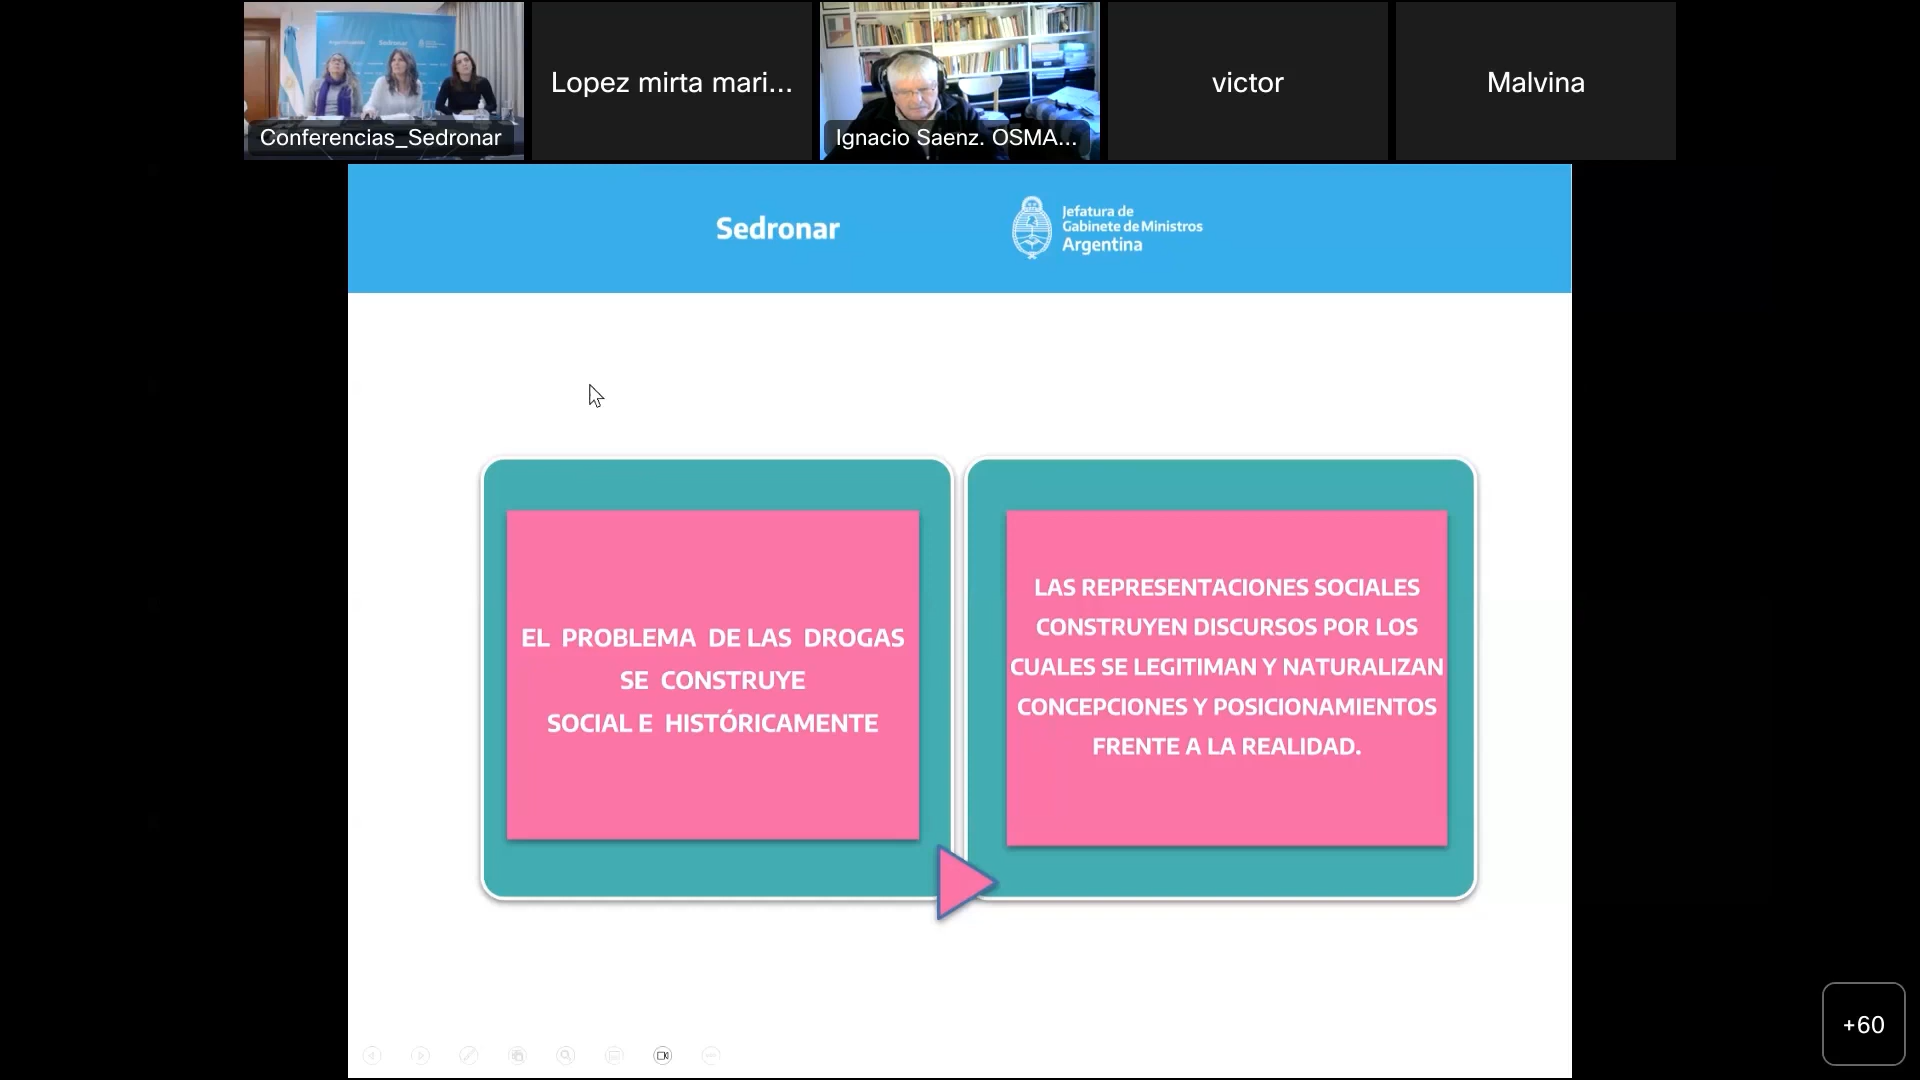 Conferencias_Sedronar
Lopez mirta mari...
Ignacio Saenz. OSMA...
victor
Malvina
Sedronar
Jefatura de
Gabinete de Ministros
Argentina
EL PROBLEMA DE LAS DROGAS
SE CONSTRUYE
SOCIAL E HISTÓRICAMENTE
LAS REPRESENTACIONES SOCIALES
CONSTRUYEN DISCURSOS POR LOS
CUALES SE LEGITIMAN Y NATURALIZAN
CONCEPCIONES Y POSICIONAMIENTOS
FRENTE A LA REALIDAD.
+60